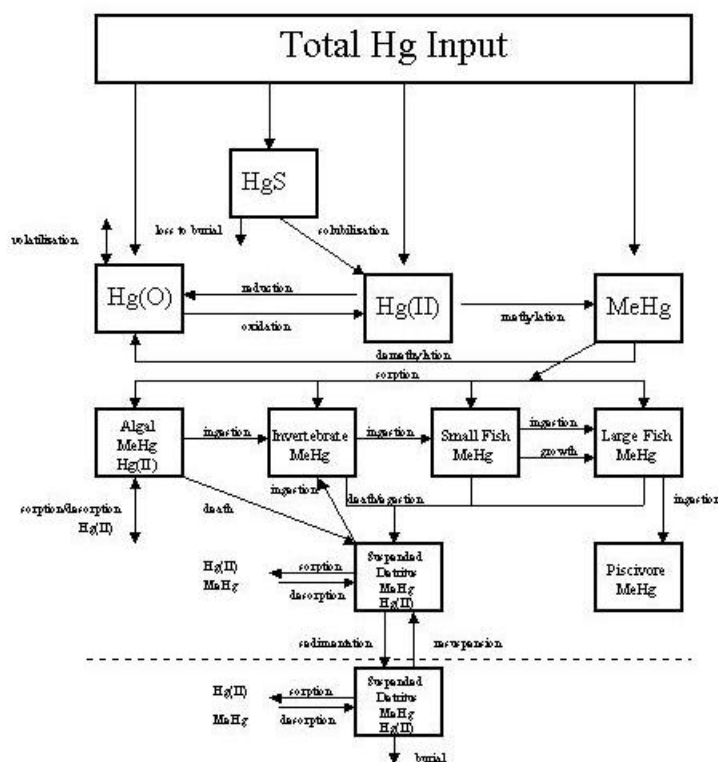 Total Hg Input
HgS
loss to burial
solubilization
volatilization
Hg(O)
reduction
oxidation
Hg(II)
methylation
MeHg
demethylation
sorption
Algal
MeHg
Hg(II)
ingestion
Invertebrate
MeHg
ingestion
Small Fish
MeHg
ingestion
growth
Large Fish
MeHg
sorption/desorption
Hg(II)
death
ingestion
death/egestion
ingestion
Hg(II)
MeHg
sorption
desorption
Suspended
Detritus
MeHg
Hg(II)
Piscivore
MeHg
sedimentation
resuspension
Hg(II)
MeHg
sorption
desorption
Suspended
Detritus
MeHg
Hg(II)
burial